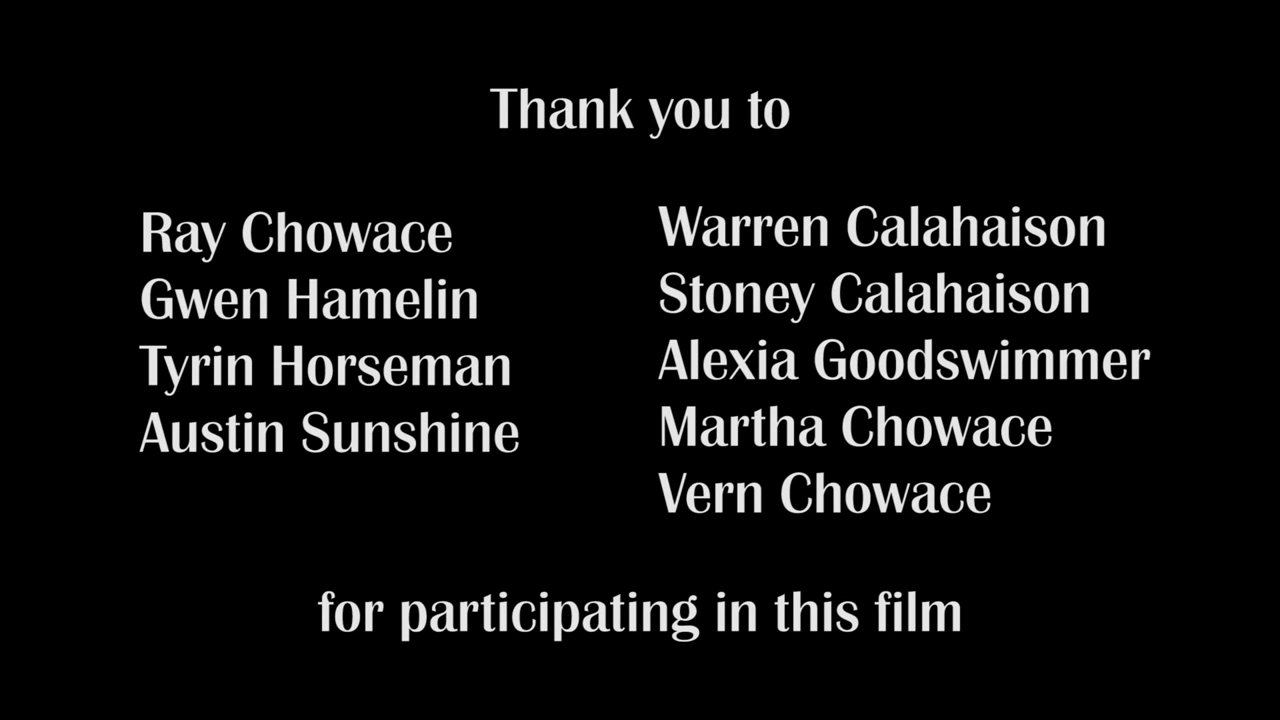 Thank you to
Ray Chowace
Gwen Hamelin
Tyrin Horseman
Austin Sunshine
Warren Calahaison
Stoney Calahaison
Alexia Goodswimmer
Martha Chowace
Vern Chowace
for participating in this film